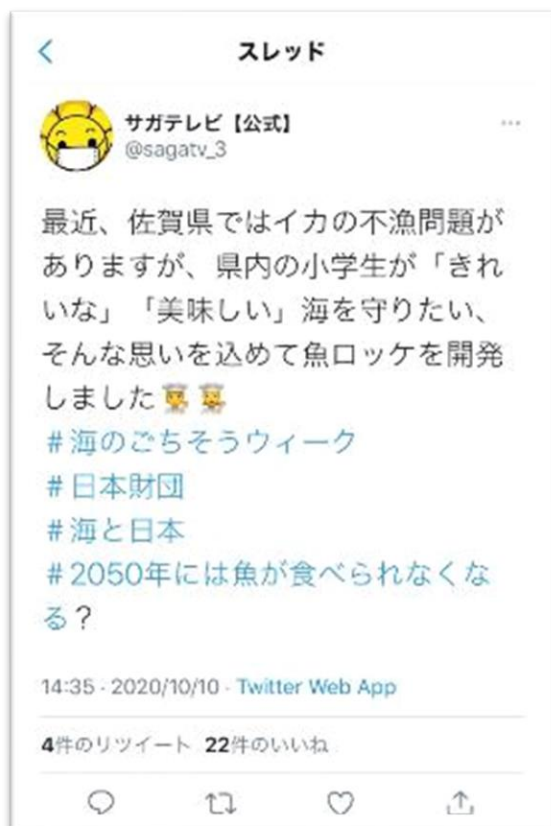 スレッド
サガテレビ【公式】
@sagatv_3
最近、佐賀県ではイカの不漁問題が
ありますが、県内の小学生が「きれ
いな」「美味しい」海を守りたい、
そんな思いを込めて魚ロッケを開発
しました
#海のごちそうウィーク
#日本財団
#海と日本
#2050年には魚が食べられなくな
る？
14:35 · 2020/10/10 · Twitter Web App
4件のリツイート 22件のいいね